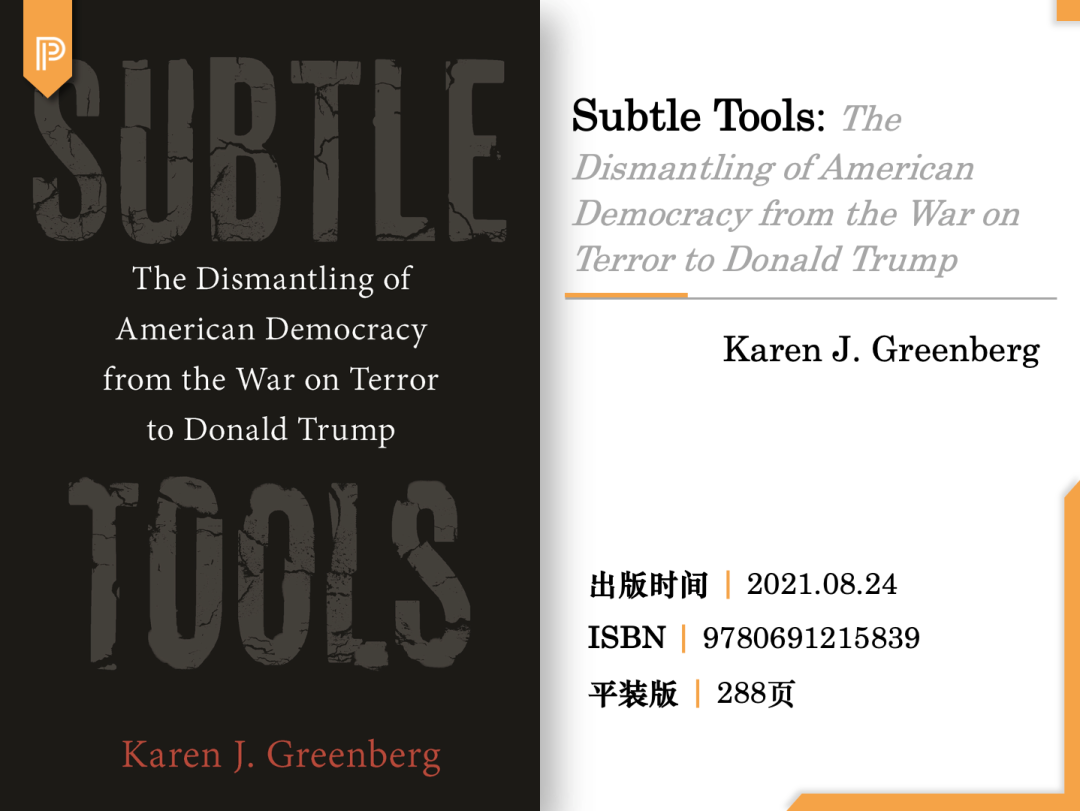 SUBTLE
The Dismantling of
American Democracy
from the War on Terror
to Donald Trump
TOOLS
Karen J. Greenberg
Subtle Tools: The
Dismantling of American
Democracy from the War on
Terror to Donald Trump
Karen J. Greenberg
出版时间 | 2021.08.24
ISBN | 9780691215839
平装版 | 288页